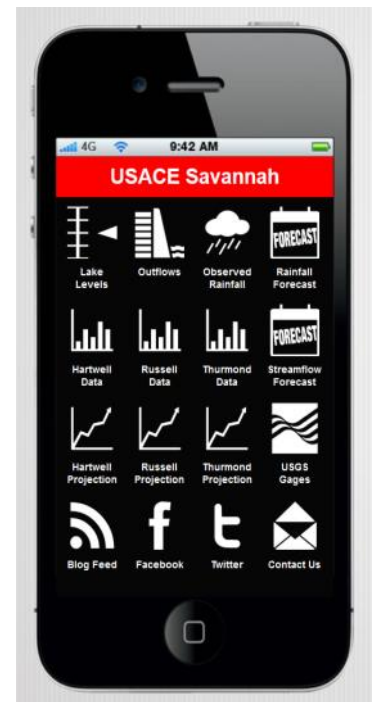 4G 9:42 AM
USACE Savannah
FORECAST
FORECAST
Lake Levels
Outflows
Observed Rainfall
Rainfall Forecast
Hartwell Data
Russell Data
Thurmond Data
Streamflow Forecast
Hartwell Projection
Russell Projection
Thurmond Projection
USGS Gages
Blog Feed
Facebook
Twitter
Contact Us